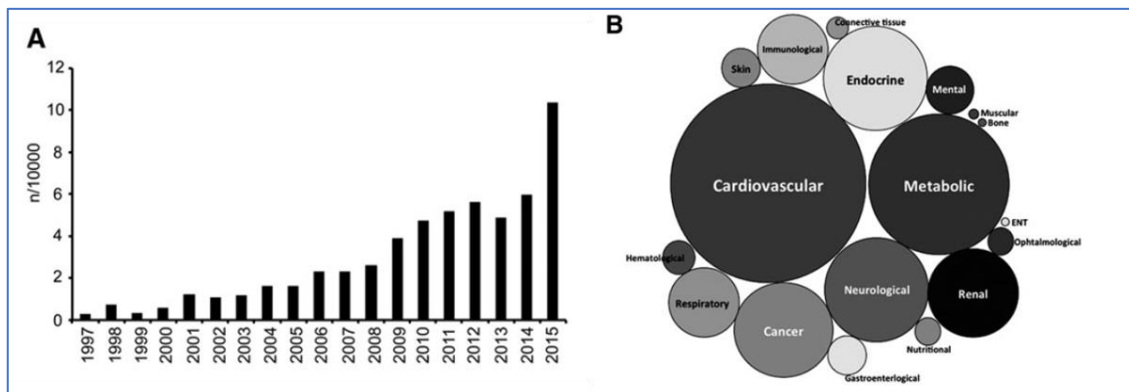 A
12
10
8
6
4
2
0
n/10000
1997
1998
1999
2000
2001
2002
2003
2004
2005
2006
2007
2008
2009
2010
2011
2012
2013
2014
2015
B
Connective tissue
Immunological
Skin
Endocrine
Mental
Muscular
Bone
Cardiovascular
Metabolic
ENT
Ophtalmological
Hematological
Neurological
Renal
Respiratory
Cancer
Nutritional
Gastroenterlogical